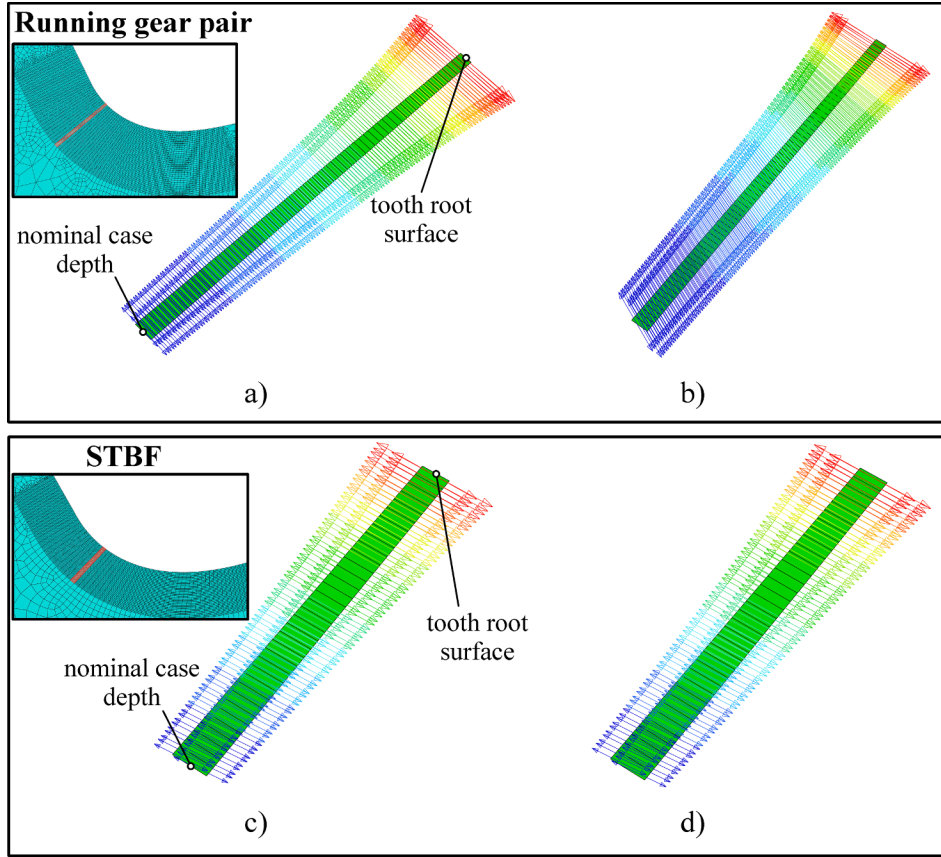 Running gear pair
tooth root
surface
nominal case
depth
a)
b)
STBF
tooth root
surface
nominal case
depth
c)
d)